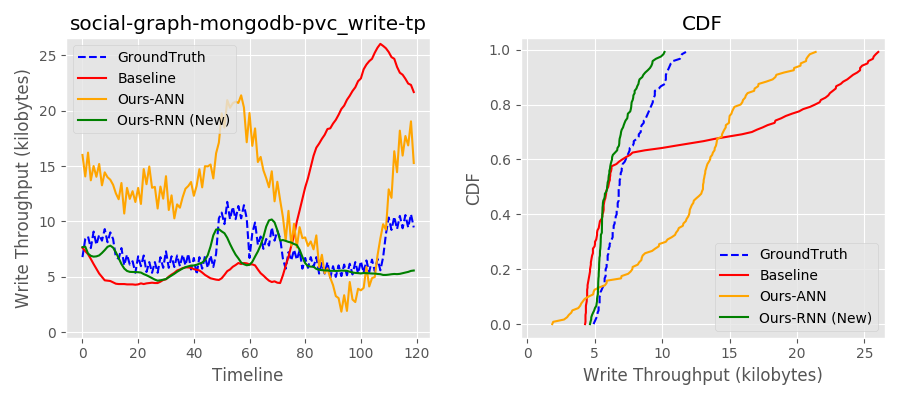 social-graph-mongodb-pvc_write-tp
Write Throughput (kilobytes)
25
20
15
10
5
0
GroundTruth
Baseline
Ours-ANN
Ours-RNN (New)
0 20 40 60 80 100 120
Timeline
CDF
CDF
1.0
0.8
0.6
0.4
0.2
0.0
GroundTruth
Baseline
Ours-ANN
Ours-RNN (New)
0 5 10 15 20 25
Write Throughput (kilobytes)